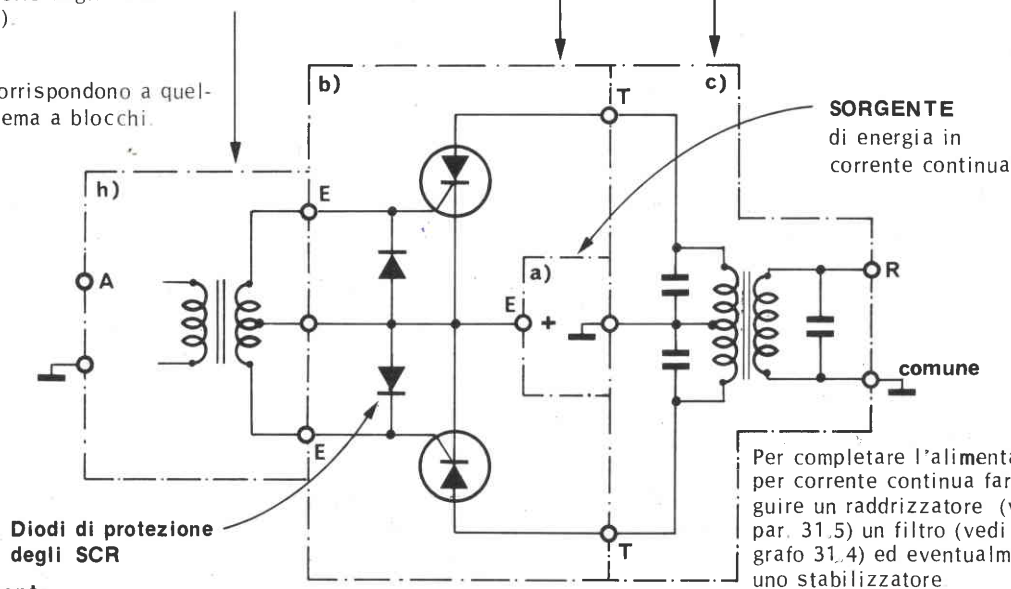 ).
orrispondono a quel-
ema a blocchi.
b)
T
c)
SORGENTE
di energia in
corrente continua
h)
E
A
a)
E
+
R
comune
E
Diodi di protezione
degli SCR
T
Per completare l'alimenta
per corrente continua far
guire un raddrizzatore (v
par. 31.5) un filtro (vedi
grafo 31.4) ed eventualm
uno stabilizzatore.